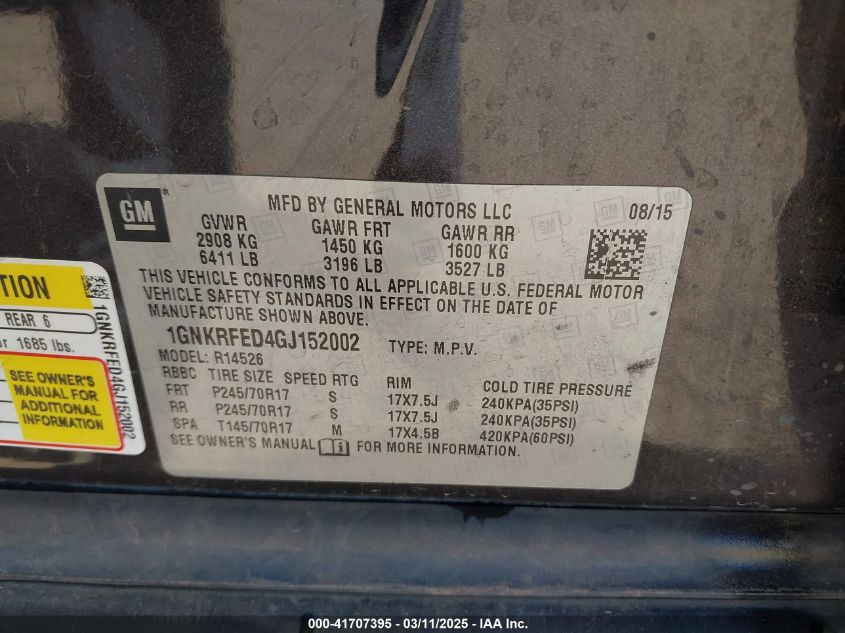 GM
MFD BY GENERAL MOTORS LLC 08/15
GVWR GAWR FRT GAWR RR
2908 KG 1450 KG 1600 KG
6411 LB 3196 LB 3527 LB
THIS VEHICLE CONFORMS TO ALL APPLICABLE U.S. FEDERAL MOTOR
VEHICLE SAFETY STANDARDS IN EFFECT ON THE DATE OF
MANUFACTURE SHOWN ABOVE.
1GNKRFED4GJ152002 TYPE: M.P.V.
MODEL: R14526
RBBC TIRE SIZE SPEED RTG RIM COLD TIRE PRESSURE
FRT P245/70R17 S 17X7.5J 240KPA(35PSI)
RR P245/70R17 S 17X7.5J 240KPA(35PSI)
SPA T145/70R17 M 17X4.5B 420KPA(60PSI)
SEE OWNER'S MANUAL FOR MORE INFORMATION.
REAR 6
1685 lbs.
SEE OWNER'S
MANUAL FOR
ADDITIONAL
INFORMATION
1GNKRFED4GJ152002
000-41707395 - 03/11/2025 - IAA Inc.